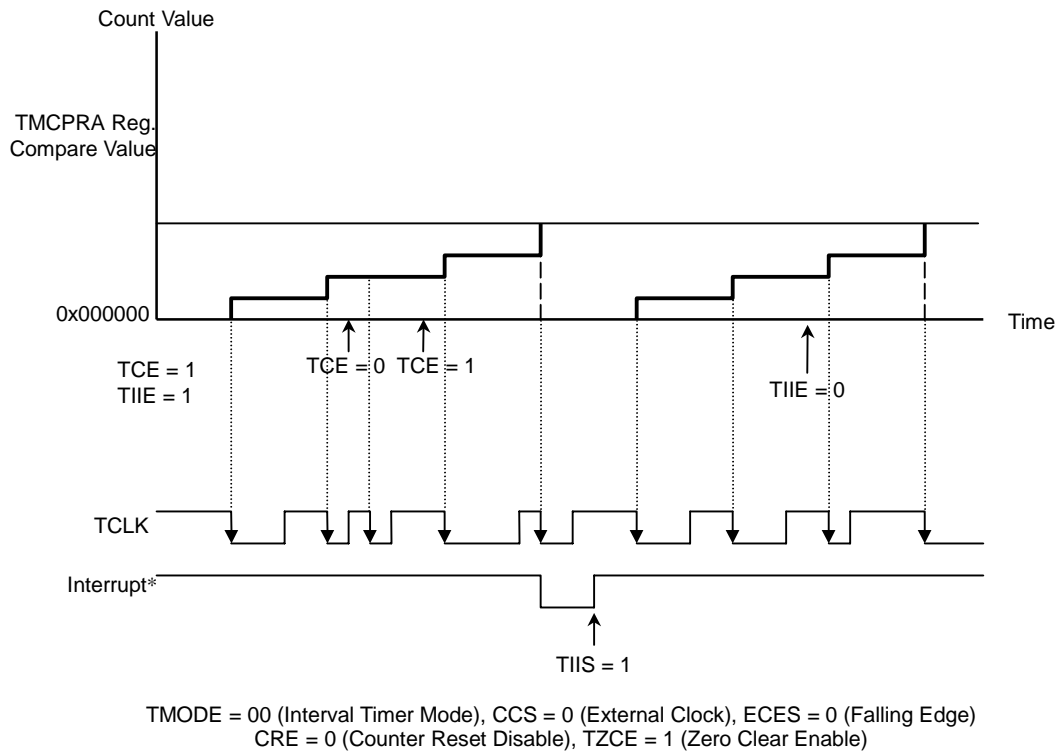 Count Value
TMCPRA Reg.
Compare Value
0x000000
Time
TCE = 1
TIIE = 1
TCE = 0
TCE = 1
TIIE = 0
TCLK
Interrupt*
TIIS = 1
TMODE = 00 (Interval Timer Mode), CCS = 0 (External Clock), ECES = 0 (Falling Edge)
CRE = 0 (Counter Reset Disable), TZCE = 1 (Zero Clear Enable)